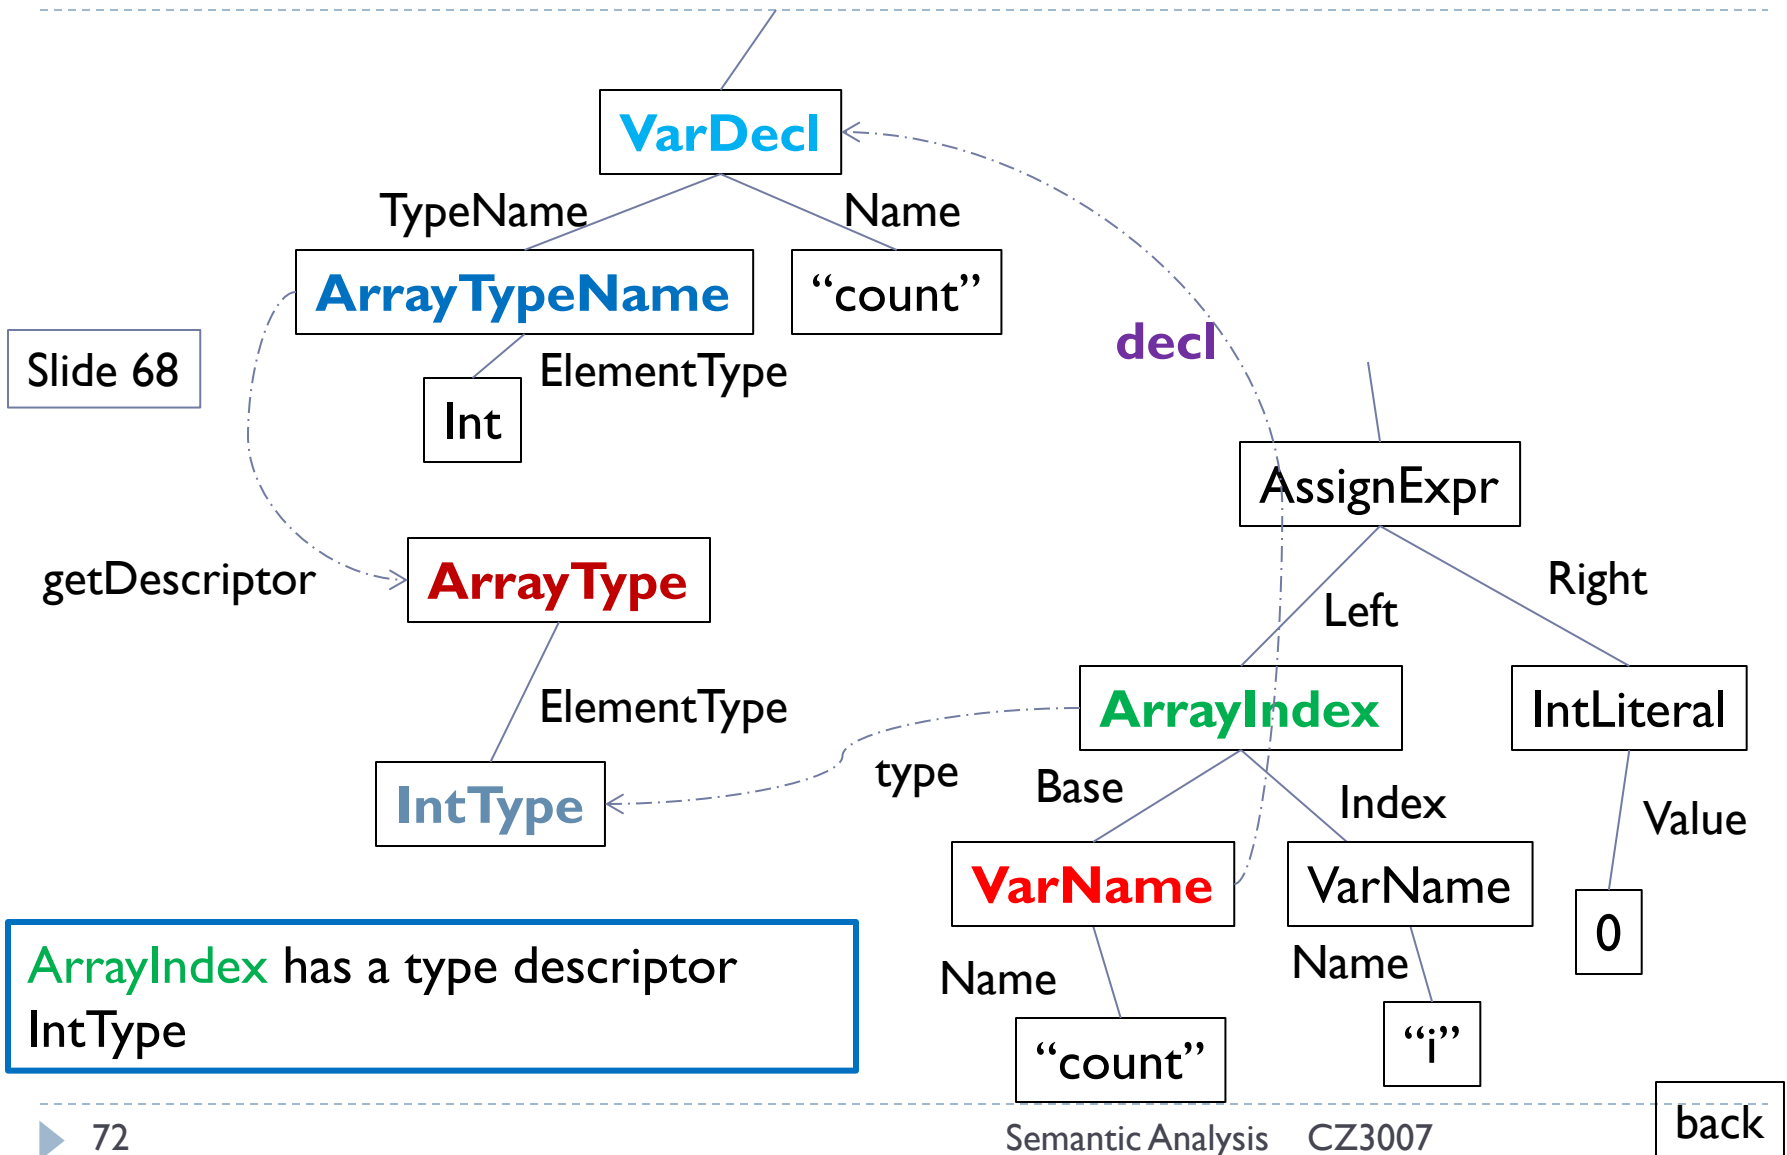 VarDecl
TypeName
Name
ArrayTypeName
“count”
decl
Slide 68
ElementType
Int
AssignExpr
getDescriptor
ArrayType
Right
Left
ElementType
ArrayIndex
IntLiteral
type
IntType
Base
Index
Value
VarName
VarName
0
ArrayIndex has a type descriptor
IntType
Name
Name
“count”
“i”
72
Semantic Analysis CZ3007
back